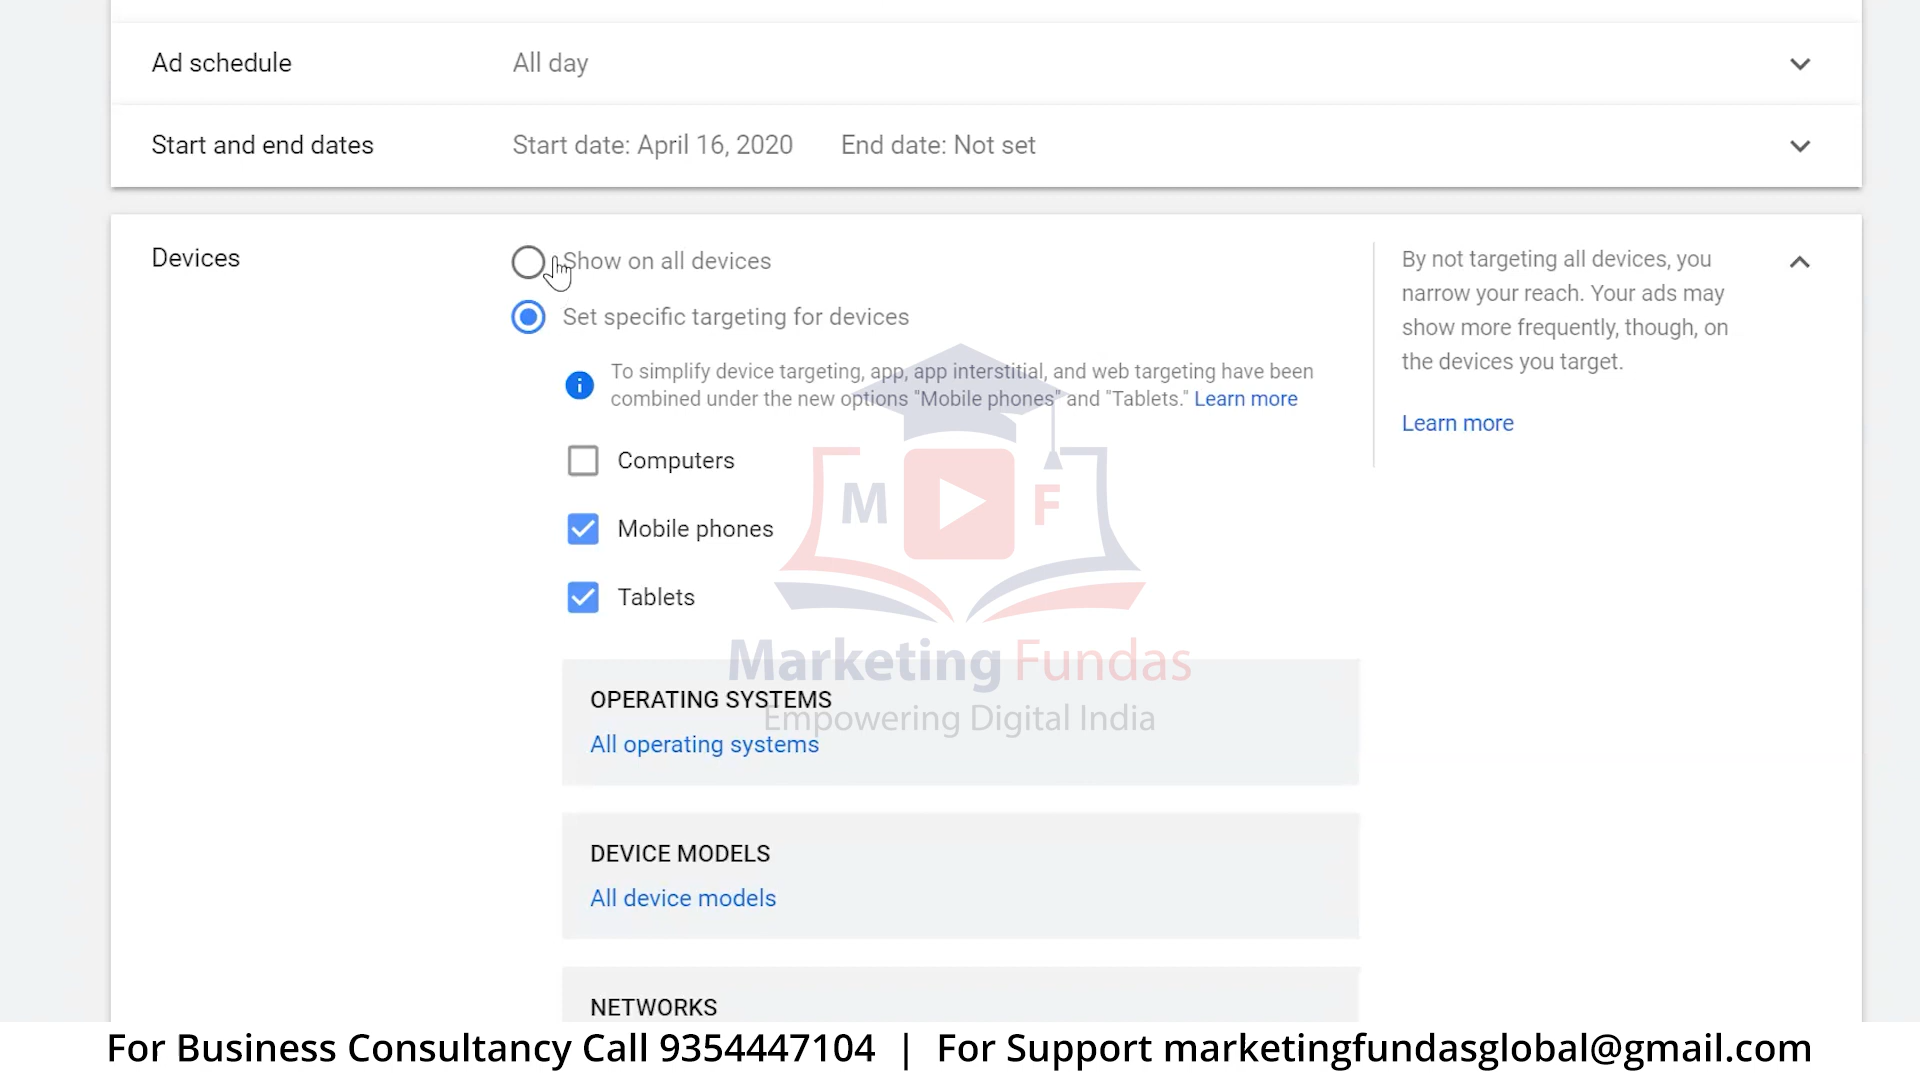 Ad schedule All day
Start and end dates Start date: April 16, 2020 End date: Not set
Devices
Show on all devices
Set specific targeting for devices
To simplify device targeting, app, app interstitial, and web targeting have been
combined under the new options "Mobile phones" and "Tablets." Learn more
Computers
Mobile phones
Tablets
OPERATING SYSTEMS
All operating systems
DEVICE MODELS
All device models
NETWORKS
By not targeting all devices, you
narrow your reach. Your ads may
show more frequently, though, on
the devices you target.
Learn more
M F
Marketing Fundas
Empowering Digital India
For Business Consultancy Call 9354447104 | For Support marketingfundasglobal@gmail.com